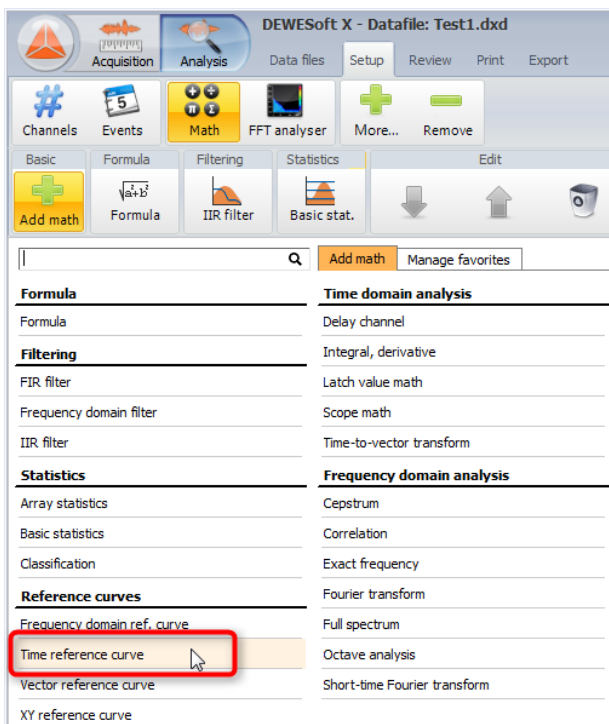 DEWESoft X - Datafile: Test1.dxd
Acquisition Analysis Data files Setup Review Print Export
5
Channels Events Math FFT analyser More... Remove
Basic Formula Filtering Statistics Edit
√a²+b²
Add math Formula IIR filter Basic stat.
Add math Manage favorites
Formula
Formula
Filtering
FIR filter
Frequency domain filter
IIR filter
Statistics
Array statistics
Basic statistics
Classification
Reference curves
Frequency domain ref. curve
Time reference curve
Vector reference curve
XY reference curve
Time domain analysis
Delay channel
Integral, derivative
Latch value math
Scope math
Time-to-vector transform
Frequency domain analysis
Cepstrum
Correlation
Exact frequency
Fourier transform
Full spectrum
Octave analysis
Short-time Fourier transform